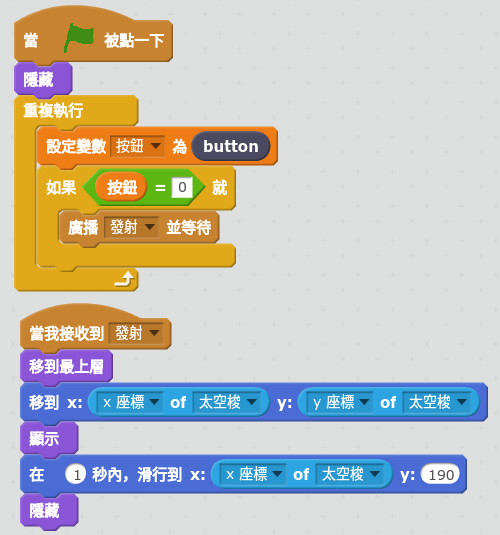 當 被點一下
隱藏
重複執行
設定變數 按鈕 為 button
如果 按鈕 = 0 就
廣播 發射 並等待
當我接收到 發射
移到最上層
移到 x: x 座標 of 太空梭 y: y 座標 of 太空梭
顯示
在 1 秒內, 滑行到 x: x 座標 of 太空梭 y: 190
隱藏